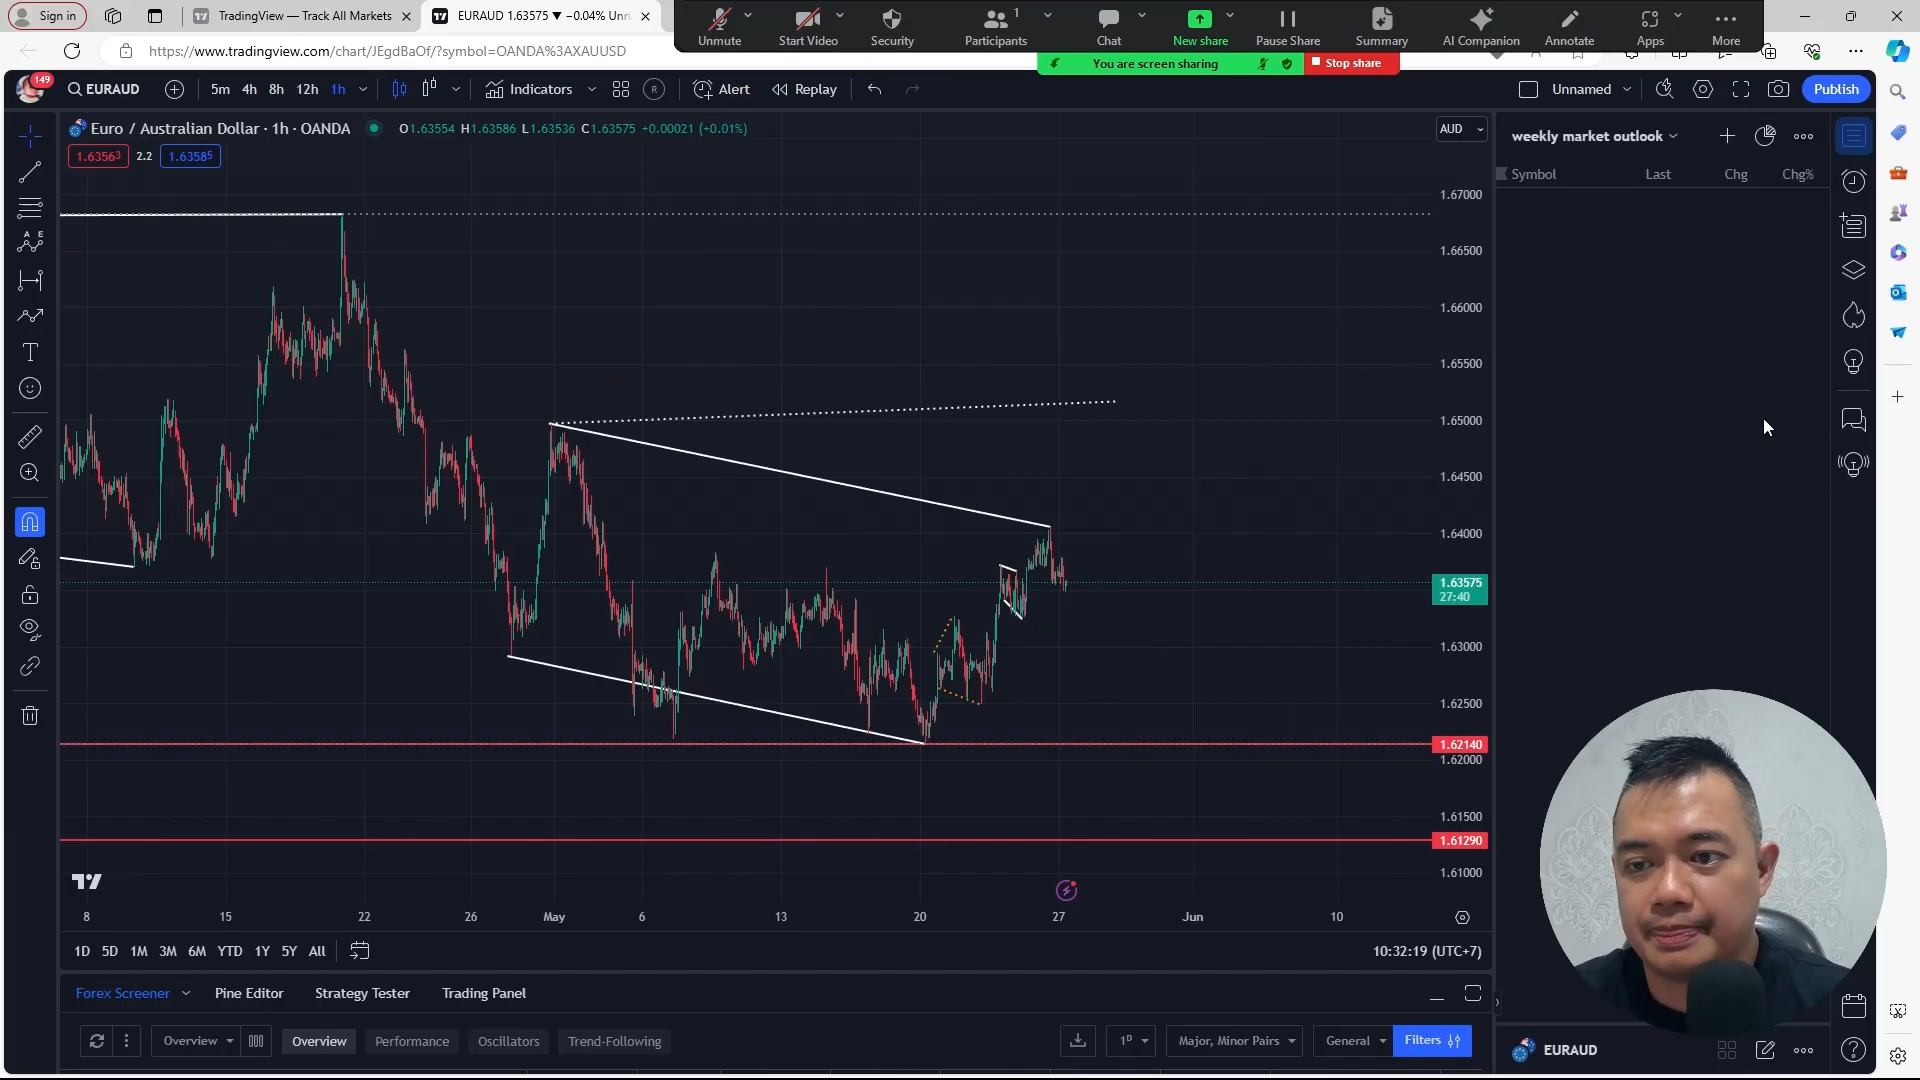 Sign in
TradingView — Track All Markets
EURAUD 1.63575 ▼ −0.04% Unn
Unmute
Start Video
Security
Participants
1
Chat
New share
Pause Share
Summary
AI Companion
Annotate
Apps
More
https://www.tradingview.com/chart/JEgdBaOf/?symbol=OANDA%3AXAUUSD
You are screen sharing
Stop share
149
EURAUD
5m
4h
8h
12h
1h
Indicators
R
Alert
Replay
Unnamed
Publish
Euro / Australian Dollar · 1h · OANDA
O1.63554 H1.63586 L1.63536 C1.63575 +0.00021 (+0.01%)
1.63563
2.2
1.63585
AUD
weekly market outlook
Symbol
Last
Chg
Chg%
1.67000
1.66500
1.66000
1.65500
1.65000
1.64500
1.64000
1.63575
27:40
1.63000
1.62500
1.62140
1.62000
1.61500
1.61290
1.61000
8
15
22
26
May
6
13
20
27
Jun
10
1D
5D
1M
3M
6M
YTD
1Y
5Y
All
10:32:19 (UTC+7)
Forex Screener
Pine Editor
Strategy Tester
Trading Panel
Overview
Overview
Performance
Oscillators
Trend-Following
1D
Major, Minor Pairs
General
Filters
EURAUD